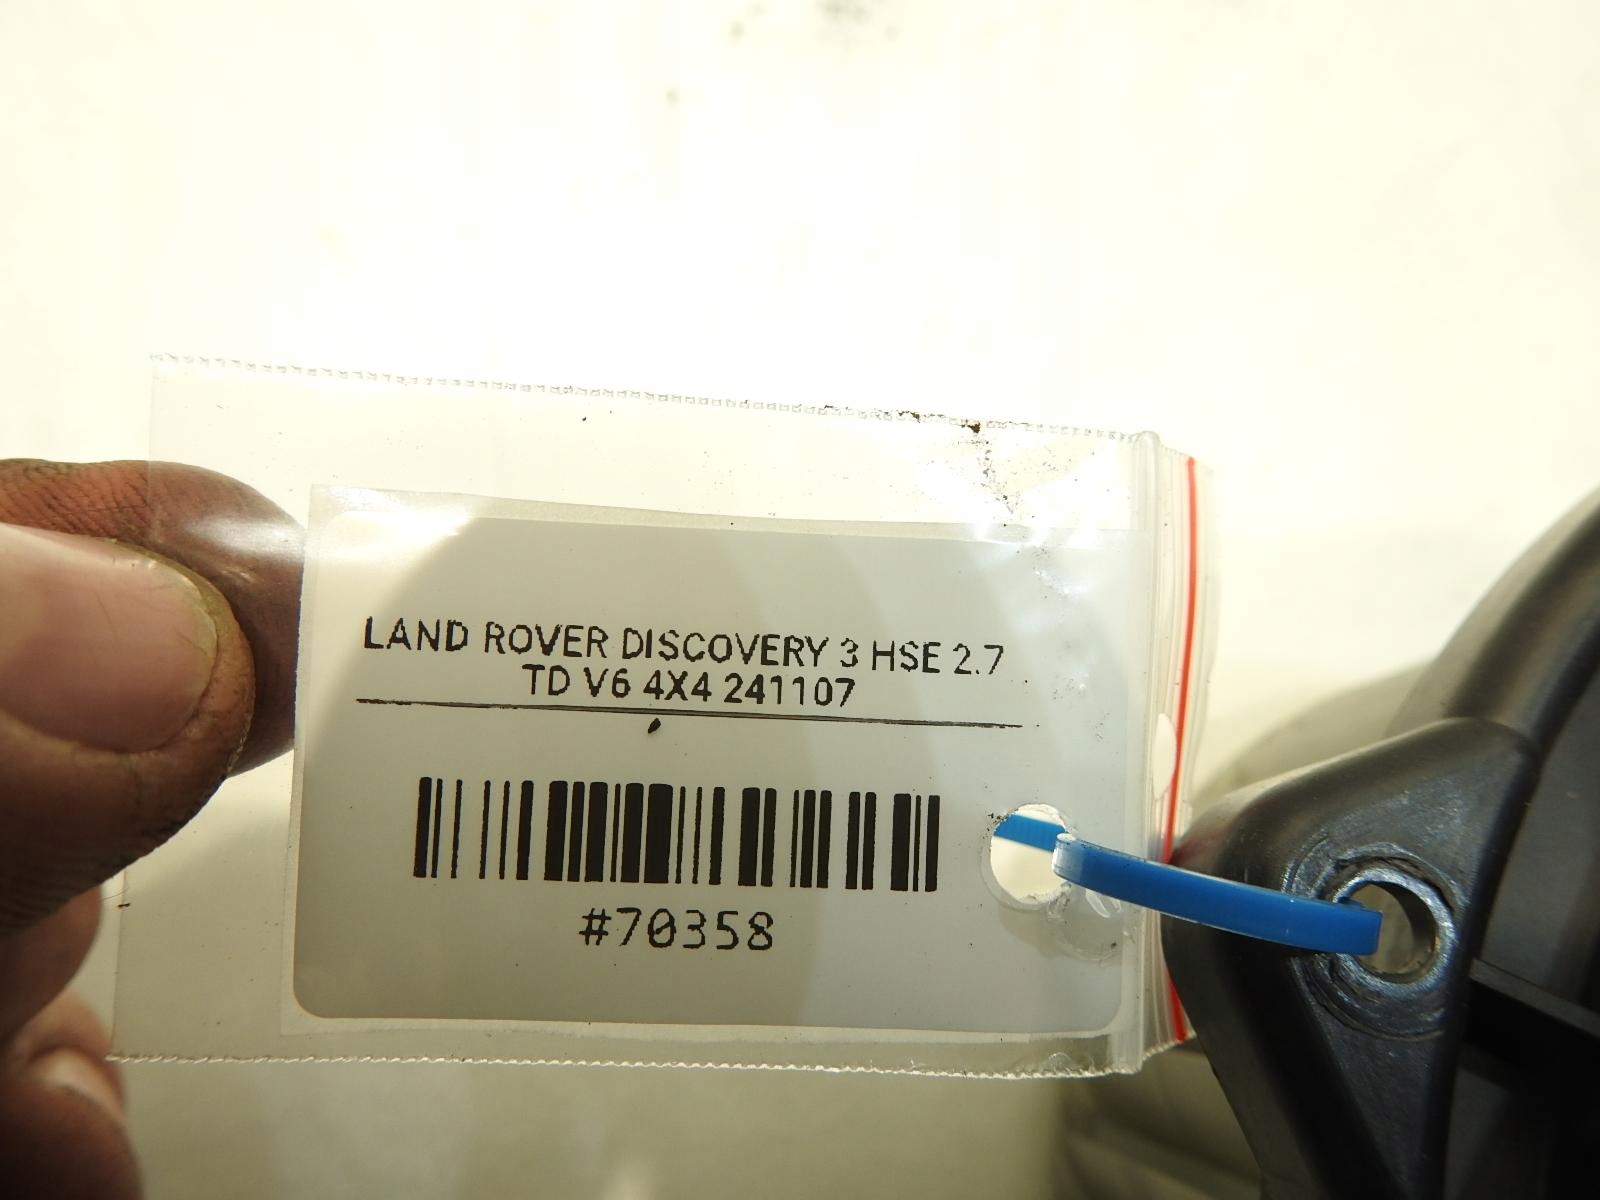 LAND ROVER DISCOVERY 3 HSE 2.7
TD V6 4X4 241107
#70358